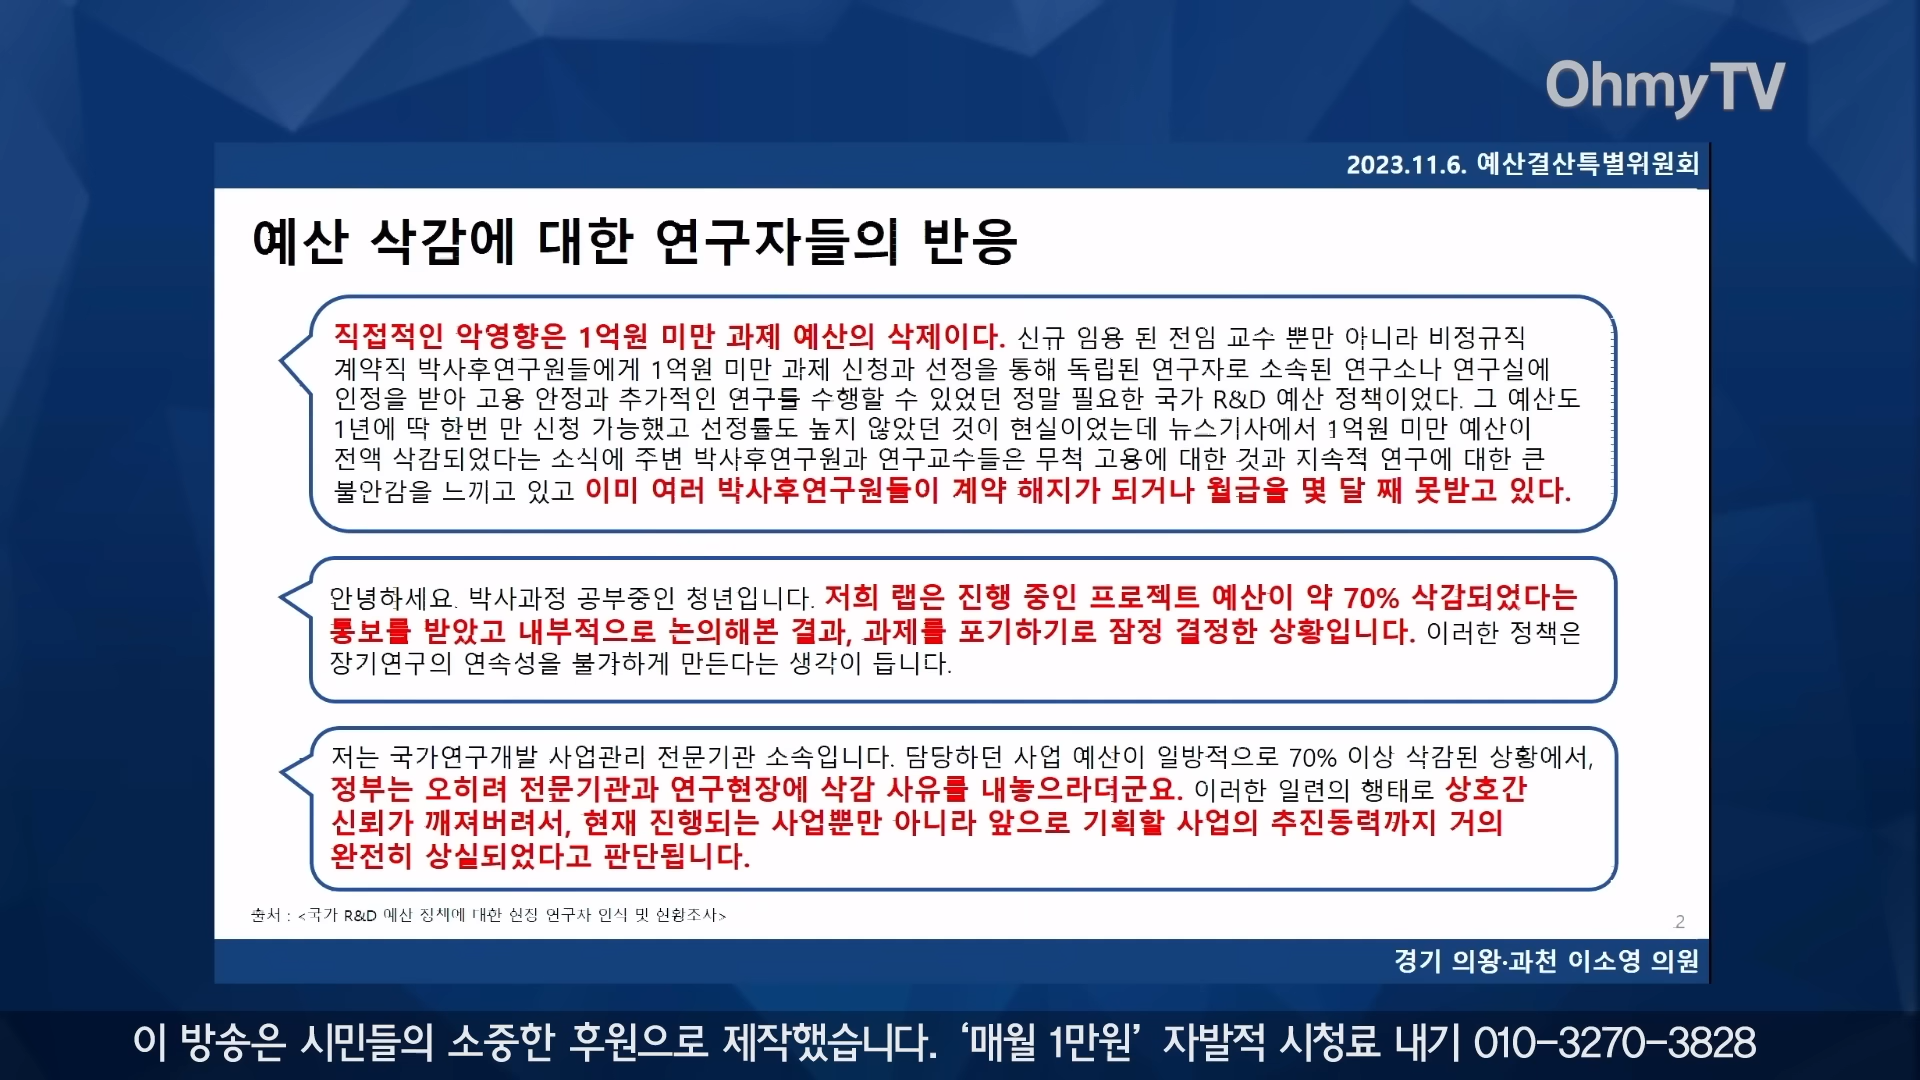 OhmyTV
2023.11.6. 예산결산특별위원회
예산 삭감에 대한 연구자들의 반응
직접적인 악영향은 1억원 미만 과제 예산의 삭제이다. 신규 임용 된 전임 교수 뿐만 아니라 비정규직
계약직 박사후연구원들에게 1억원 미만 과제 신청과 선정을 통해 독립된 연구자로 소속된 연구소나 연구실에
인정을 받아 고용 안정과 추가적인 연구를 수행할 수 있었던 정말 필요한 국가 R&D 예산 정책이었다. 그 예산도
1년에 딱 한번 만 신청 가능했고 선정률도 높지 않았던 것이 현실이었는데 뉴스기사에서 1억원 미만 예산이
전액 삭감되었다는 소식에 주변 박사후연구원과 연구교수들은 무척 고용에 대한 것과 지속적 연구에 대한 큰
불안감을 느끼고 있고 이미 여러 박사후연구원들이 계약 해지가 되거나 월급을 몇 달 째 못받고 있다.
안녕하세요. 박사과정 공부중인 청년입니다. 저희 랩은 진행 중인 프로젝트 예산이 약 70% 삭감되었다는
통보를 받았고 내부적으로 논의해본 결과, 과제를 포기하기로 잠정 결정한 상황입니다. 이러한 정책은
장기연구의 연속성을 불가하게 만든다는 생각이 듭니다.
저는 국가연구개발 사업관리 전문기관 소속입니다. 담당하던 사업 예산이 일방적으로 70% 이상 삭감된 상황에서,
정부는 오히려 전문기관과 연구현장에 삭감 사유를 내놓으라더군요. 이러한 일련의 행태로 상호간
신뢰가 깨져버려서, 현재 진행되는 사업뿐만 아니라 앞으로 기획할 사업의 추진동력까지 거의
완전히 상실되었다고 판단됩니다.
출처 : <국가 R&D 예산 정책에 대한 현장 연구자 인식 및 현황조사>
2
경기 의왕·과천 이소영 의원
이 방송은 시민들의 소중한 후원으로 제작했습니다. ‘매월 1만원’ 자발적 시청료 내기 010-3270-3828